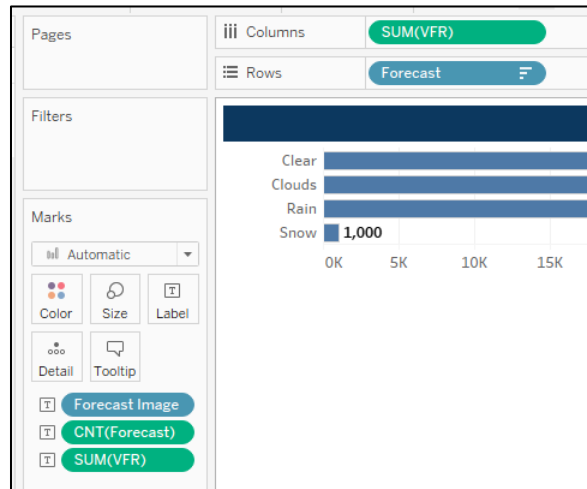 Pages
Columns SUM(VFR)
Rows Forecast
Filters
Marks
Automatic
Color Size Label
Detail Tooltip
T Forecast Image
T CNT(Forecast)
T SUM(VFR)
Clear
Clouds
Rain
Snow 1,000
0K 5K 10K 15K